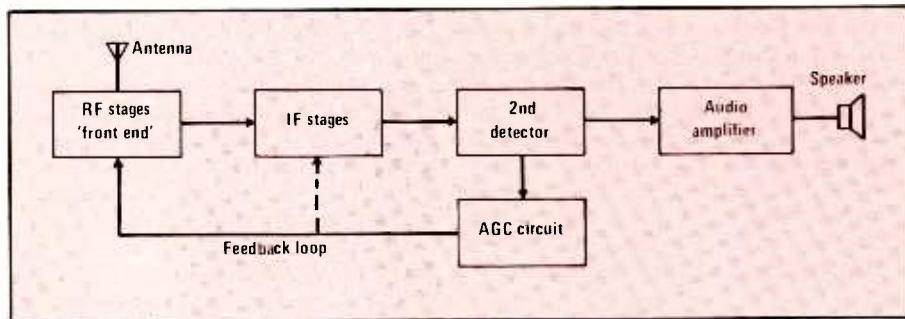 Antenna
Speaker
RF stages
'front end'
IF stages
2nd
detector
Audio
amplifier
AGC circuit
Feedback loop